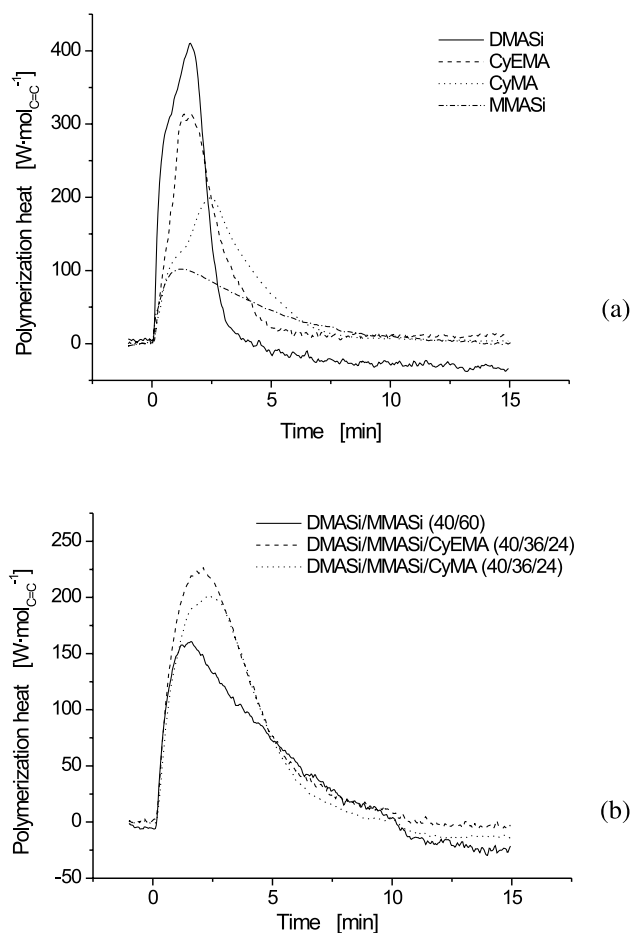 DMASi
CyEMA
CyMA
MMASi
400
300
200
100
0
Polymerization heat [W·mol_{C=C}^{-1}]
0 5 10 15
Time [min]
(a)
DMASi/MMASi (40/60)
DMASi/MMASi/CyEMA (40/36/24)
DMASi/MMASi/CyMA (40/36/24)
250
200
150
100
50
0
-50
Polymerization heat [W·mol_{C=C}^{-1}]
0 5 10 15
Time [min]
(b)